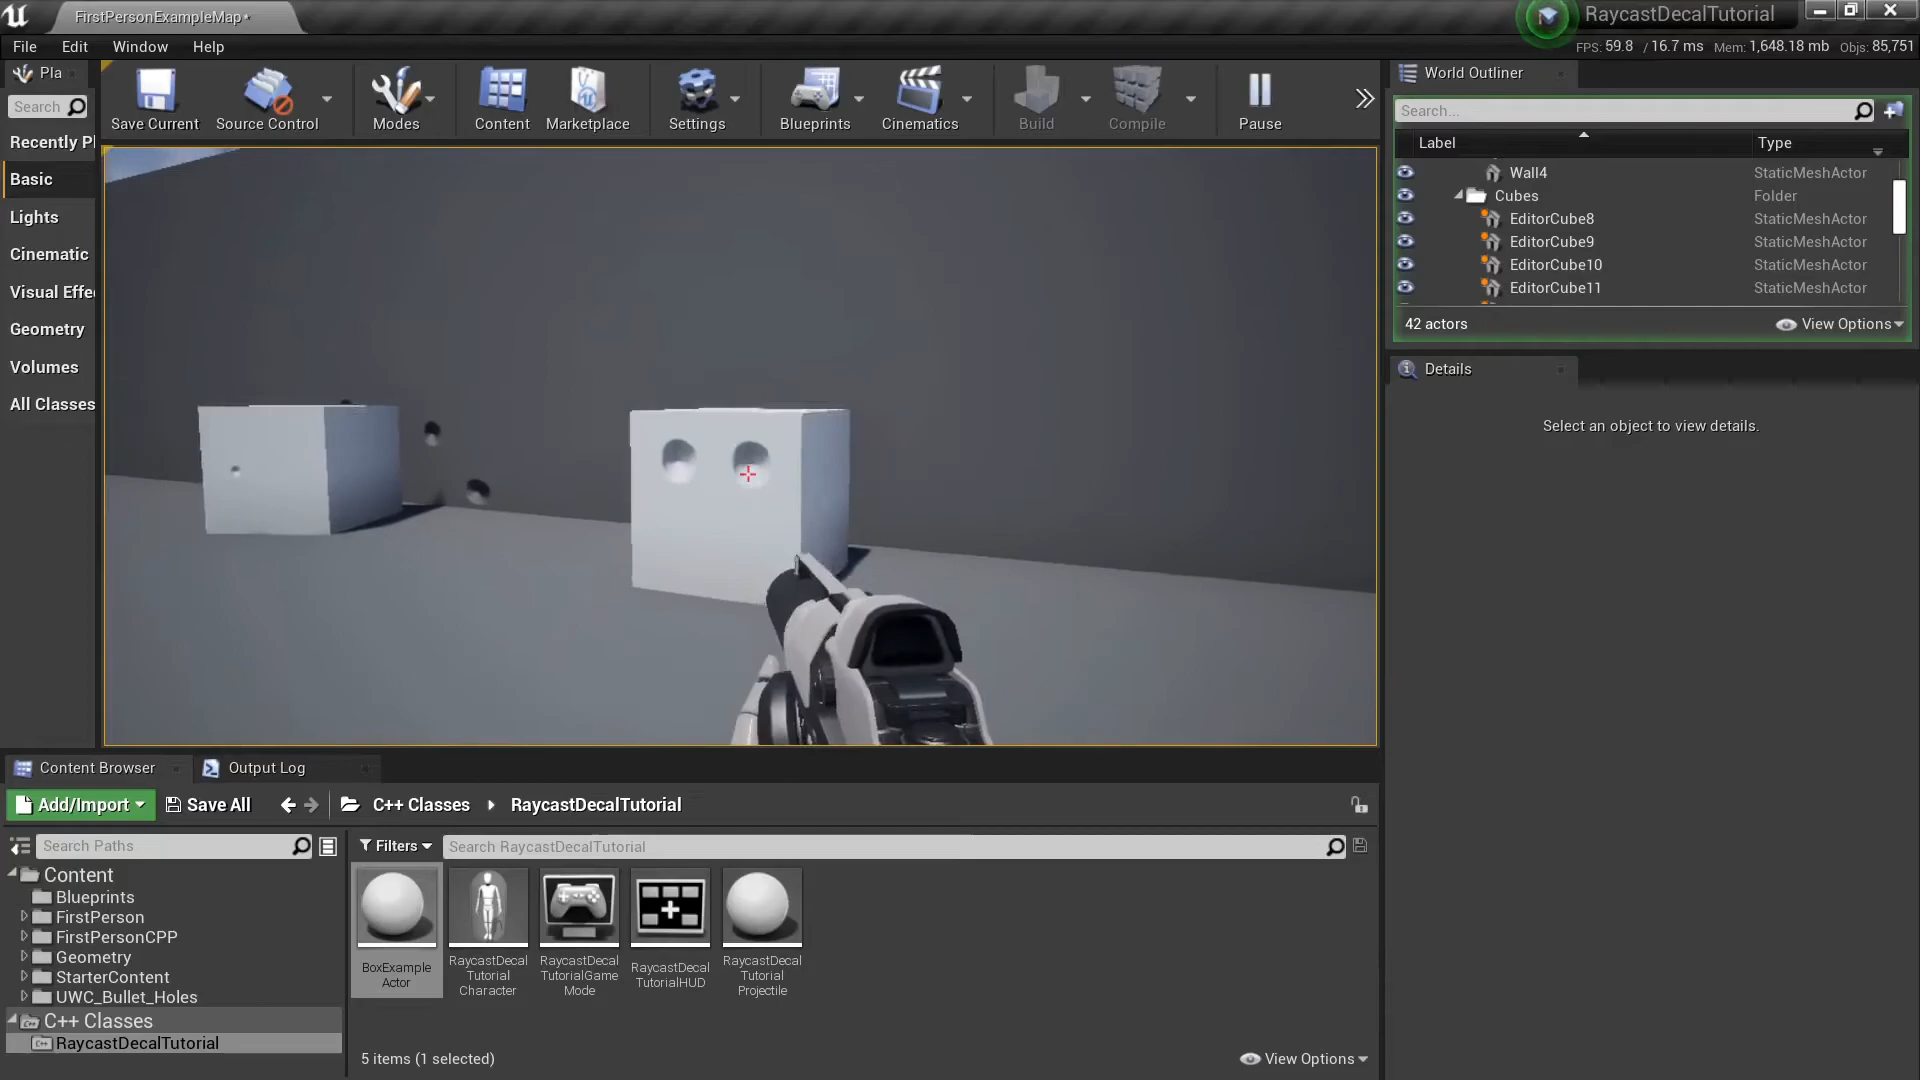 FirstPersonExampleMap•
RaycastDecalTutorial
File Edit Window Help
FPS: 59.8 / 16.7 ms Mem: 1,648.18 mb Objs: 85,751
Pla
Search
Recently Pl
Basic
Lights
Cinematic
Visual Effe
Geometry
Volumes
All Classes
Save Current
Source Control
Modes
Content
Marketplace
Settings
Blueprints
Cinematics
Build
Compile
Pause
World Outliner
Search...
Label Type
Wall4 StaticMeshActor
Cubes Folder
EditorCube8 StaticMeshActor
EditorCube9 StaticMeshActor
EditorCube10 StaticMeshActor
EditorCube11 StaticMeshActor
42 actors View Options
Details
Select an object to view details.
Content Browser Output Log
Add/Import Save All C++ Classes RaycastDecalTutorial
Search Paths
Filters Search RaycastDecalTutorial
Content
Blueprints
FirstPerson
FirstPersonCPP
Geometry
StarterContent
UWC_Bullet_Holes
C++ Classes
RaycastDecalTutorial
BoxExample
Actor
RaycastDecal
Tutorial
Character
RaycastDecal
TutorialGame
Mode
RaycastDecal
TutorialHUD
RaycastDecal
Tutorial
Projectile
5 items (1 selected) View Options